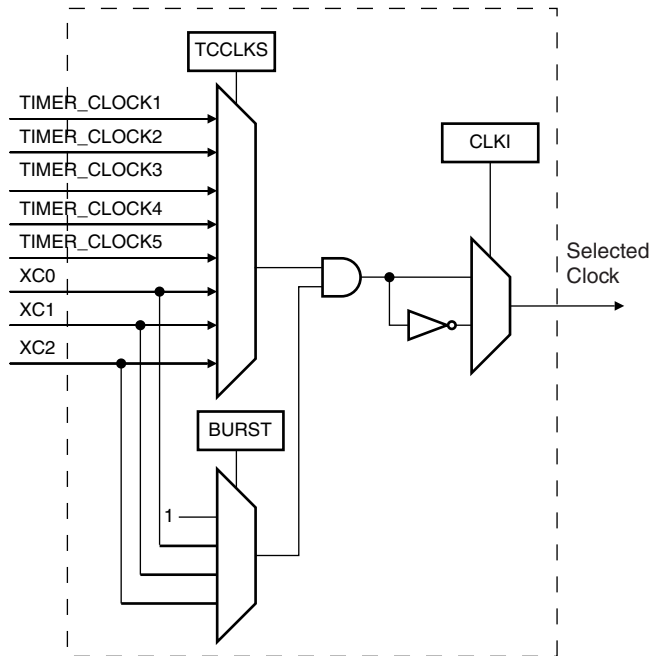 TCCLKS
TIMER_CLOCK1
TIMER_CLOCK2
TIMER_CLOCK3
TIMER_CLOCK4
TIMER_CLOCK5
XC0
XC1
XC2
CLKI
Selected
Clock
BURST
1